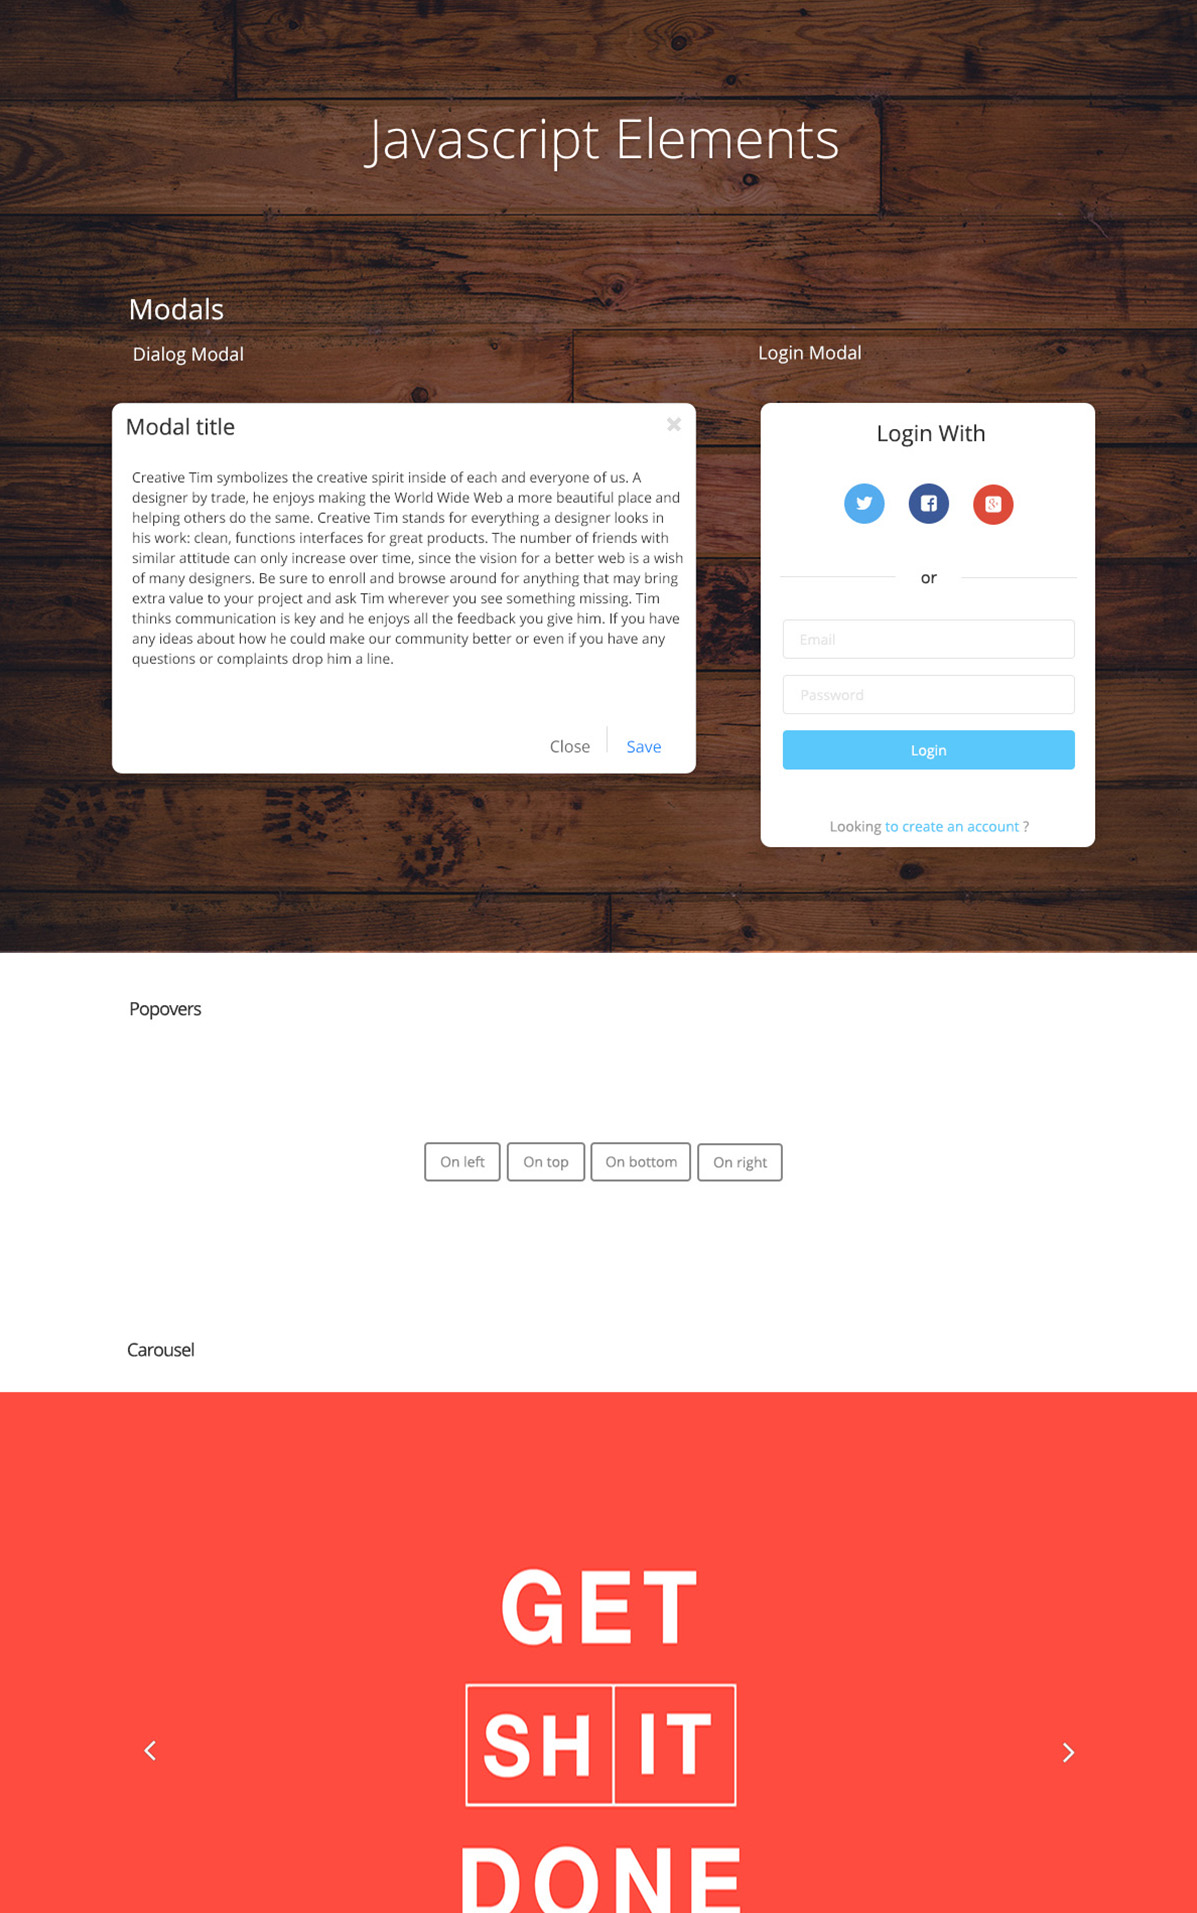 Javascript Elements
Modals
Dialog Modal
Login Modal
Modal title
Creative Tim symbolizes the creative spirit inside of each and everyone of us. A
designer by trade, he enjoys making the World Wide Web a more beautiful place and
helping others do the same. Creative Tim stands for everything a designer looks in
his work: clean, functions interfaces for great products. The number of friends with
similar attitude can only increase over time, since the vision for a better web is a wish
of many designers. Be sure to enroll and browse around for anything that may bring
extra value to your project and ask Tim wherever you see something missing. Tim
thinks communication is key and he enjoys all the feedback you give him. If you have
any ideas about how he could make our community better or even if you have any
questions or complaints drop him a line.
Close
Save
Login With
or
Email
Password
Login
Looking to create an account ?
Popovers
On left
On top
On bottom
On right
Carousel
GET
SH IT
DONE